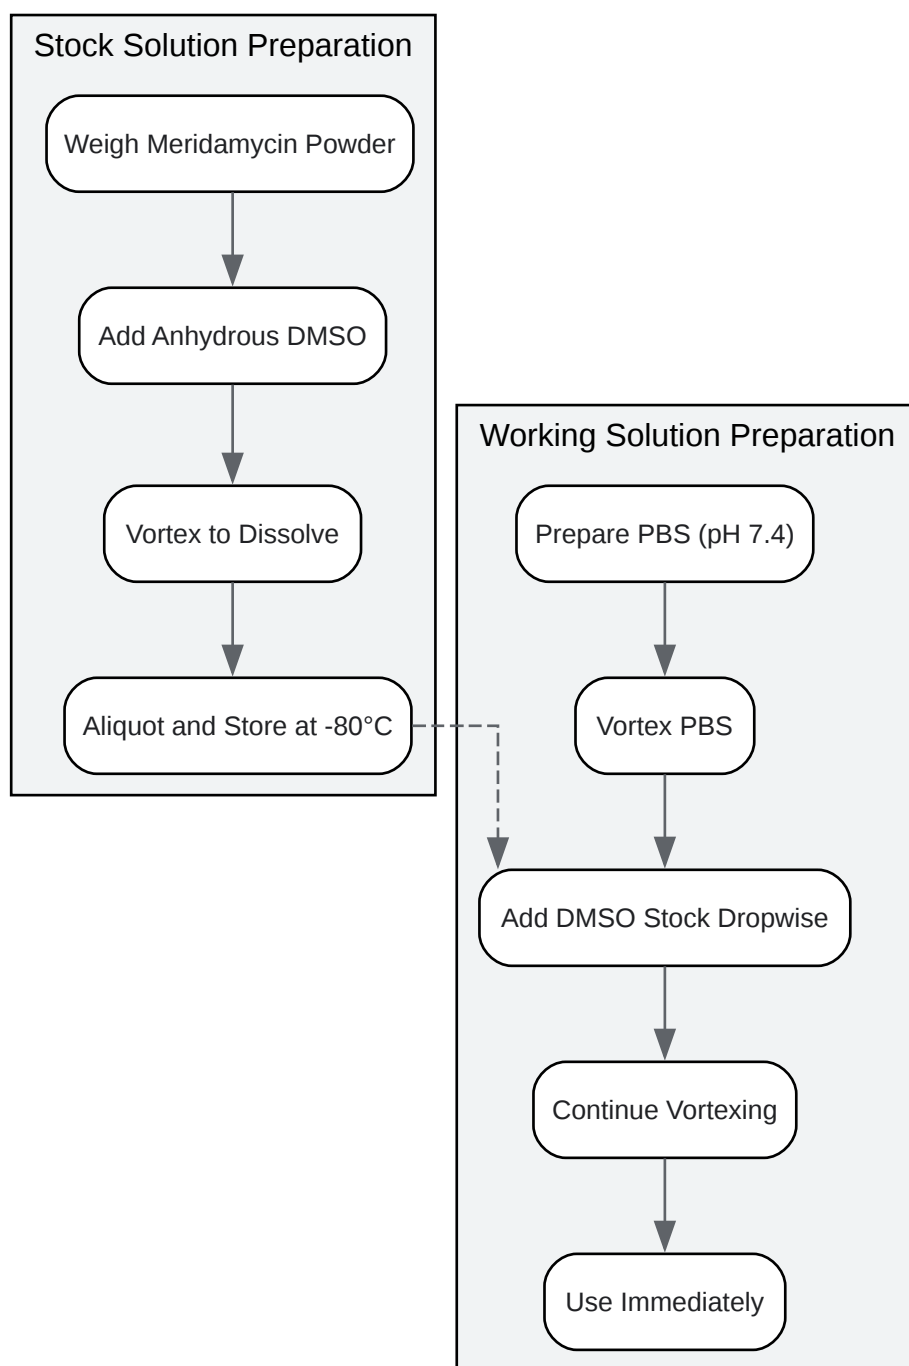 Stock Solution Preparation
Weigh Meridamycin Powder
Add Anhydrous DMSO
Vortex to Dissolve
Aliquot and Store at -80°C
Working Solution Preparation
Prepare PBS (pH 7.4)
Vortex PBS
Add DMSO Stock Dropwise
Continue Vortexing
Use Immediately